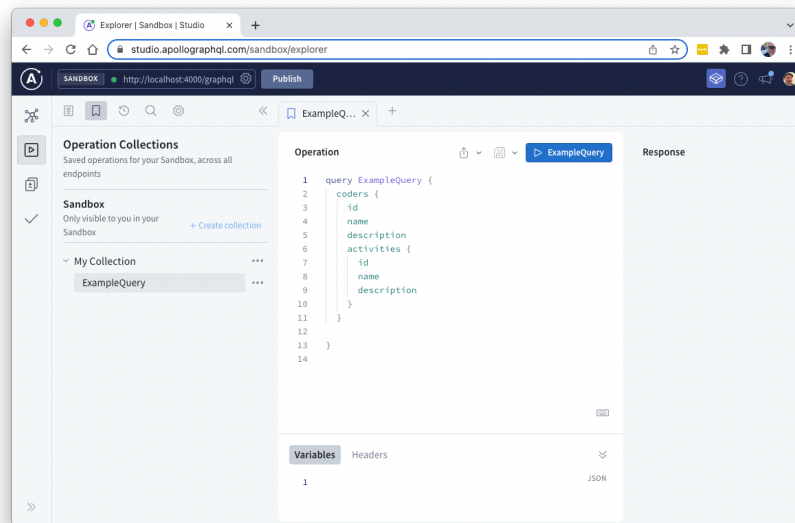 Explorer | Sandbox | Studio
studio.apollographql.com/sandbox/explorer
SANDBOX http://localhost:4000/graphql Publish
ExampleQ...
Operation Collections
Saved operations for your Sandbox, across all
endpoints
Sandbox
Only visible to you in your
Sandbox
+ Create collection
My Collection
ExampleQuery
Operation
ExampleQuery
1 query ExampleQuery {
2 coders {
3 id
4 name
5 description
6 activities {
7 id
8 name
9 description
10 }
11 }
12
13 }
14
Variables Headers
1
JSON
Response